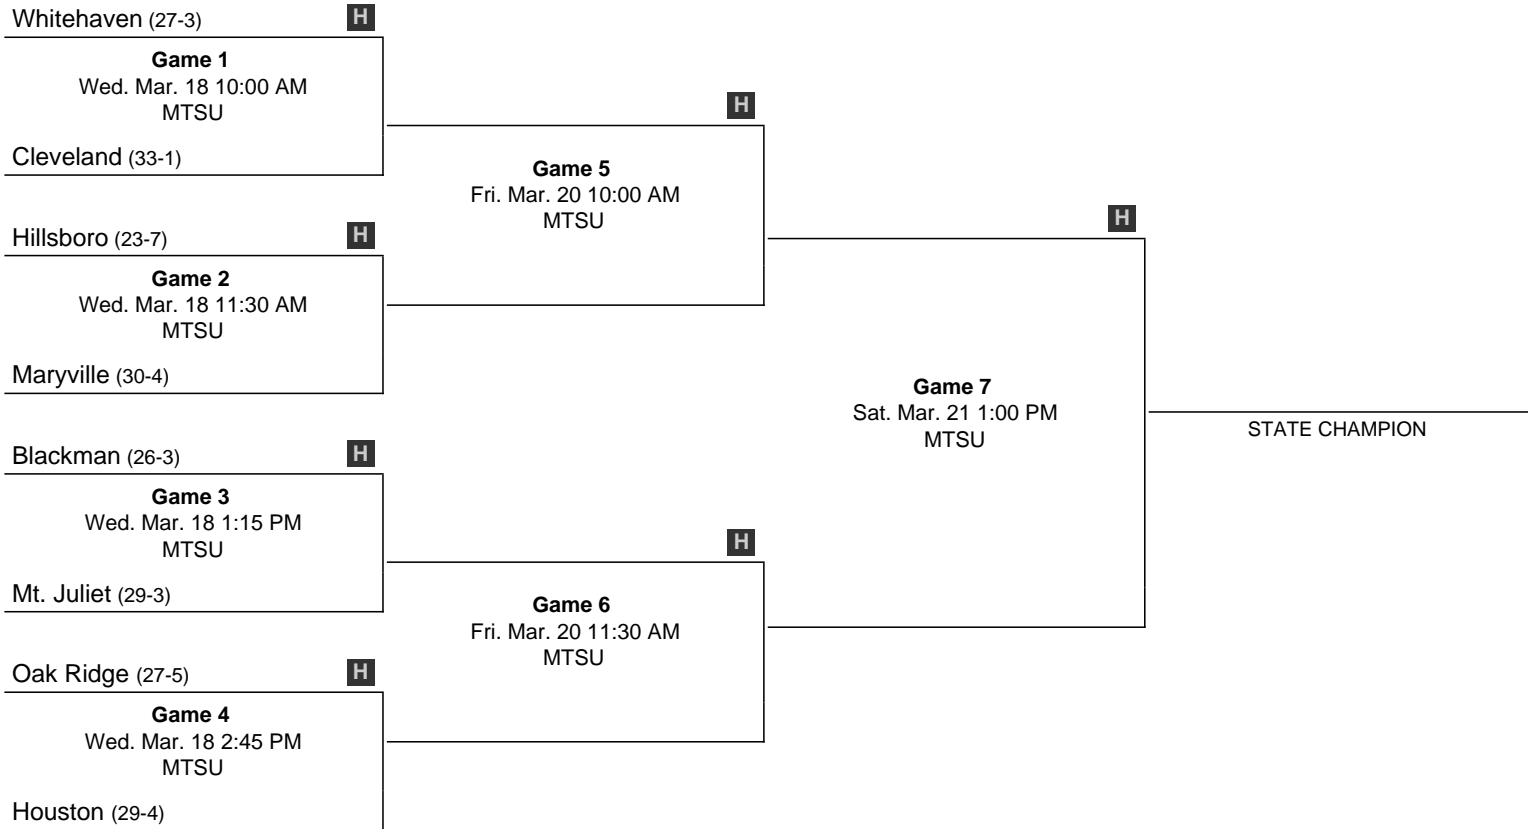 Whitehaven (27-3) H
Game 1
Wed. Mar. 18 10:00 AM
MTSU
Cleveland (33-1)
Hillsboro (23-7) H
Game 2
Wed. Mar. 18 11:30 AM
MTSU
Maryville (30-4)
Blackman (26-3) H
Game 3
Wed. Mar. 18 1:15 PM
MTSU
Mt. Juliet (29-3)
Oak Ridge (27-5) H
Game 4
Wed. Mar. 18 2:45 PM
MTSU
Houston (29-4)
H
Game 5
Fri. Mar. 20 10:00 AM
MTSU
H
Game 6
Fri. Mar. 20 11:30 AM
MTSU
H
Game 7
Sat. Mar. 21 1:00 PM
MTSU
STATE CHAMPION